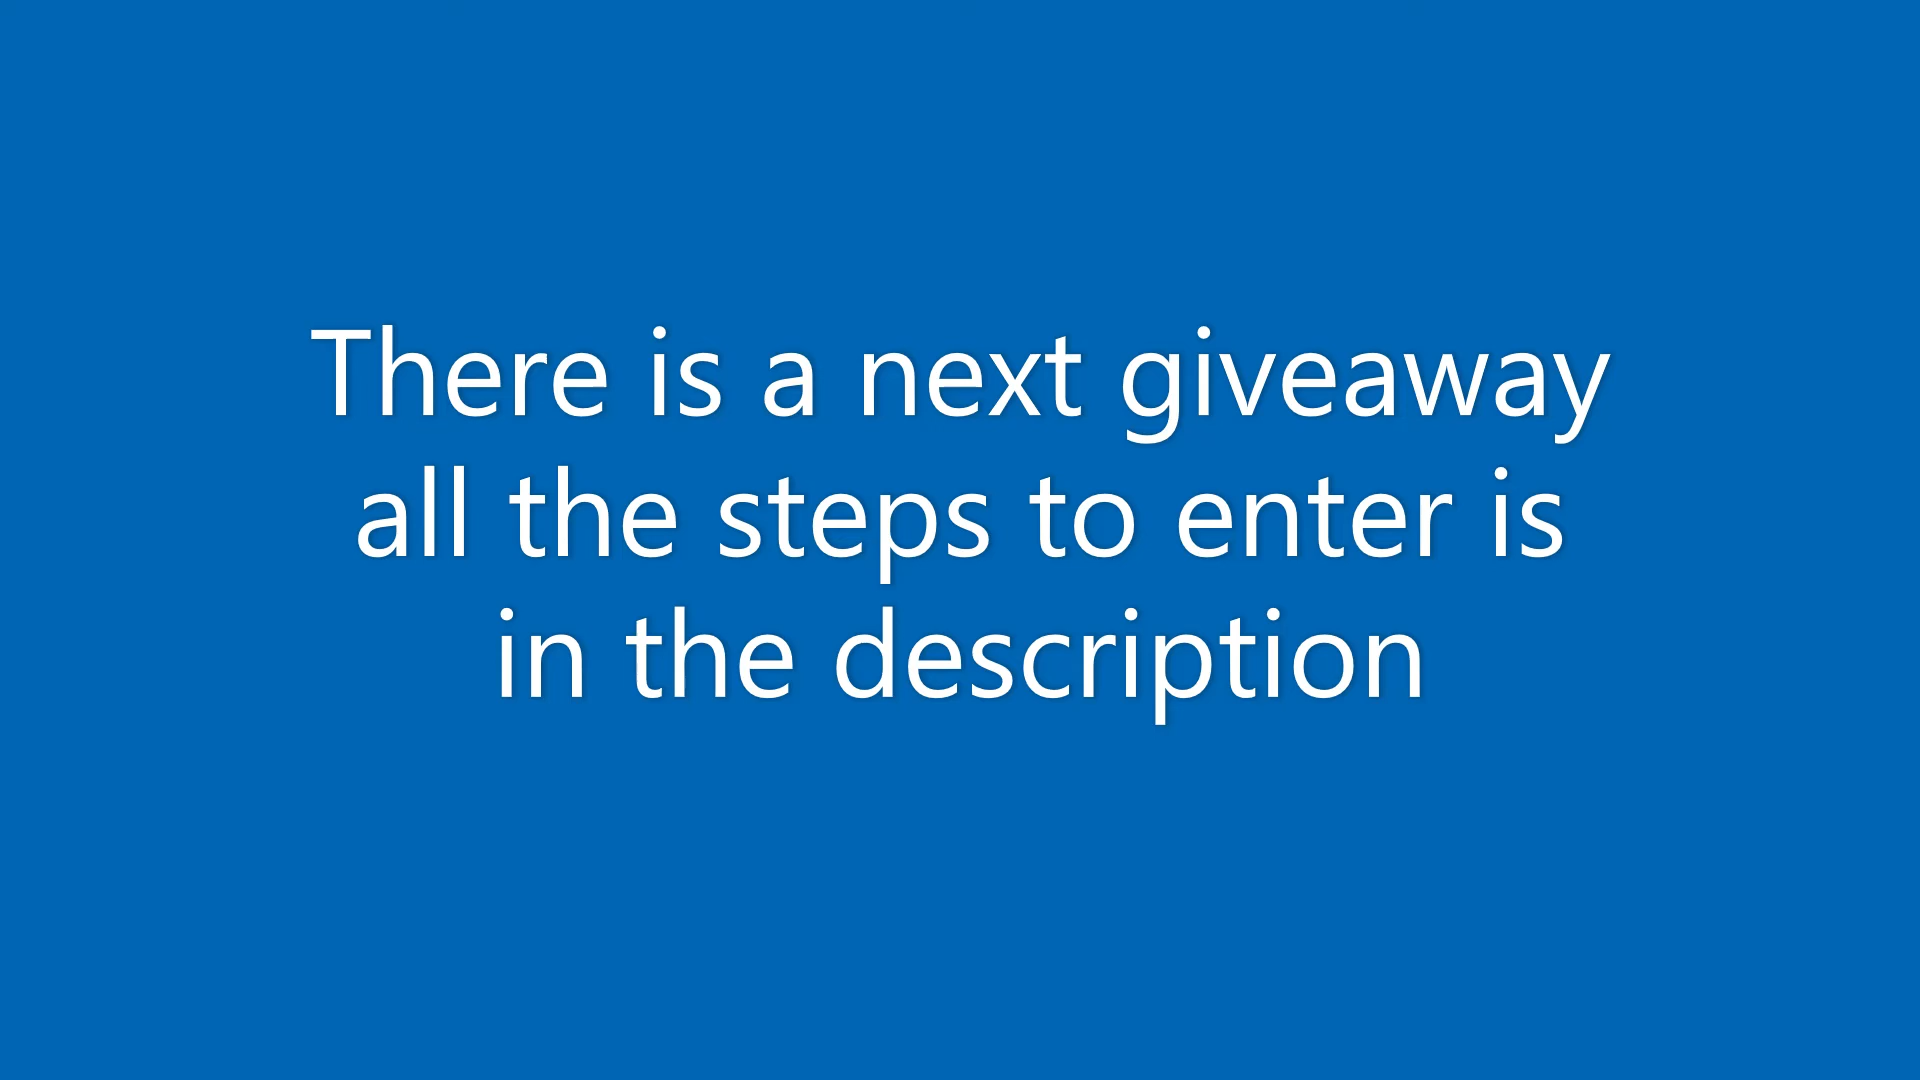 There is a next giveaway
all the steps to enter is
in the description